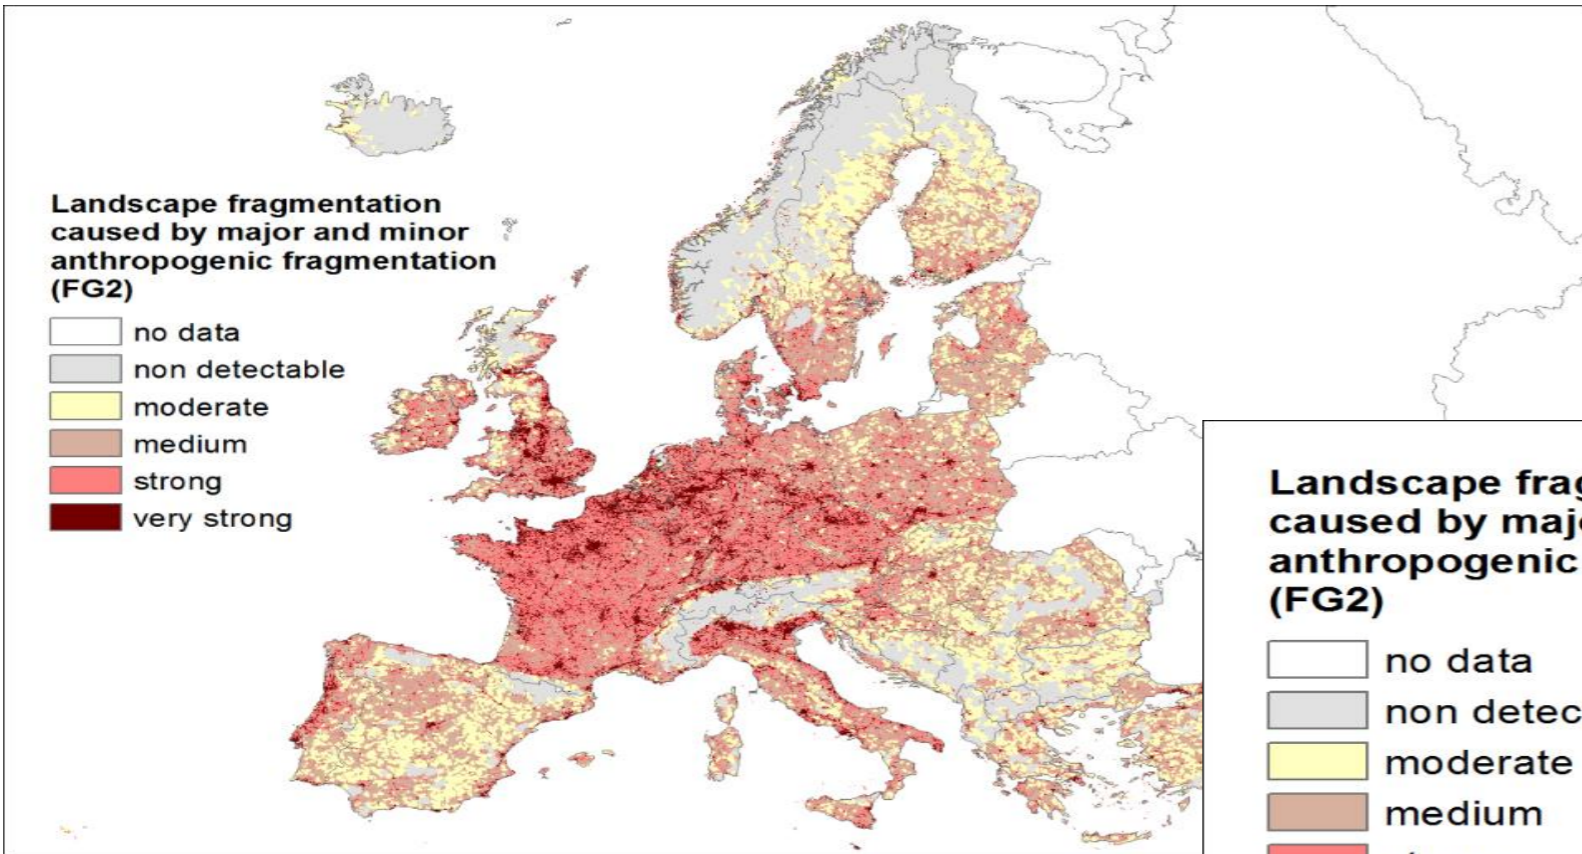 Landscape fragmentation
caused by major and minor
anthropogenic fragmentation
(FG2)
no data
non detectable
moderate
medium
strong
very strong
Landscape frag
caused by majo
anthropogenic
(FG2)
no data
non detec
moderate
medium